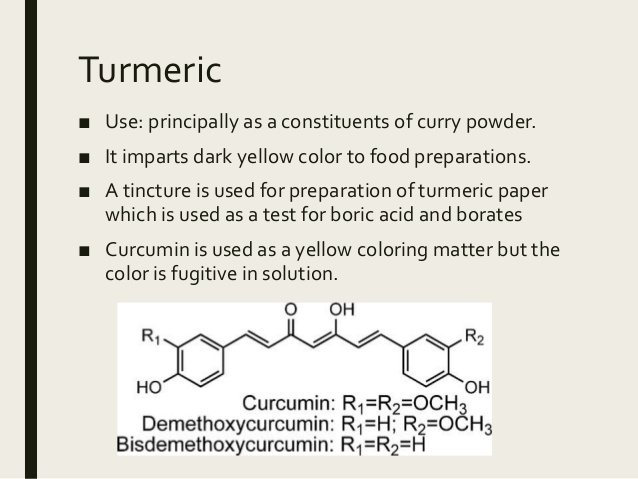 Turmeric
■ Use: principally as a constituents of curry powder.
■ It imparts dark yellow color to food preparations.
■ A tincture is used for preparation of turmeric paper
which is used as a test for boric acid and borates
■ Curcumin is used as a yellow coloring matter but the
color is fugitive in solution.
O OH
R₁ R₂
HO OH
Curcumin: R₁=R₂=OCH₃
Demethoxycurcumin: R₁=H; R₂=OCH₃
Bisdemethoxycurcumin: R₁=R₂=H